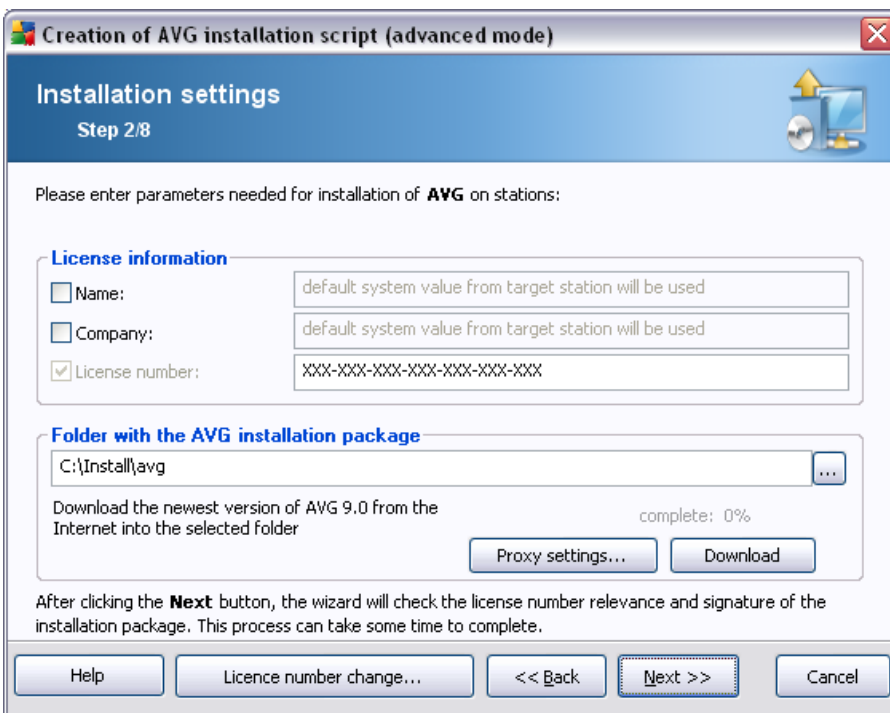 Creation of AVG installation script (advanced mode)
Installation settings
Step 2/8
Please enter parameters needed for installation of AVG on stations:
License information
Name:
default system value from target station will be used
Company:
default system value from target station will be used
License number:
XXX-XXX-XXX-XXX-XXX-XXX-XXX
Folder with the AVG installation package
C:\Install\avg
...
Download the newest version of AVG 9.0 from the
Internet into the selected folder
complete: 0%
Proxy settings...
Download
After clicking the Next button, the wizard will check the license number relevance and signature of the
installation package. This process can take some time to complete.
Help
Licence number change...
<< Back
Next >>
Cancel